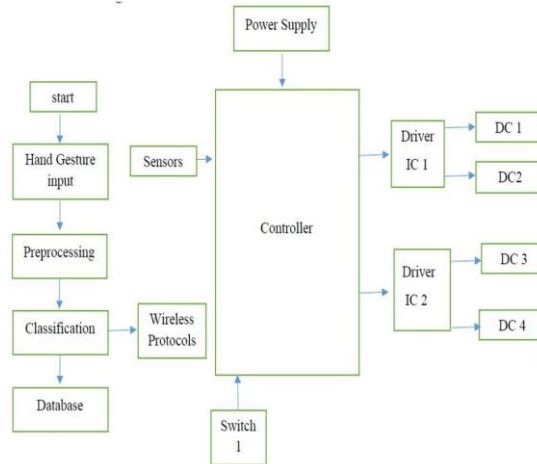 Power Supply
start
Hand Gesture
input
Preprocessing
Classification
Database
Wireless
Protocols
Sensors
Controller
Switch
1
Driver
IC 1
DC 1
DC2
Driver
IC 2
DC 3
DC 4